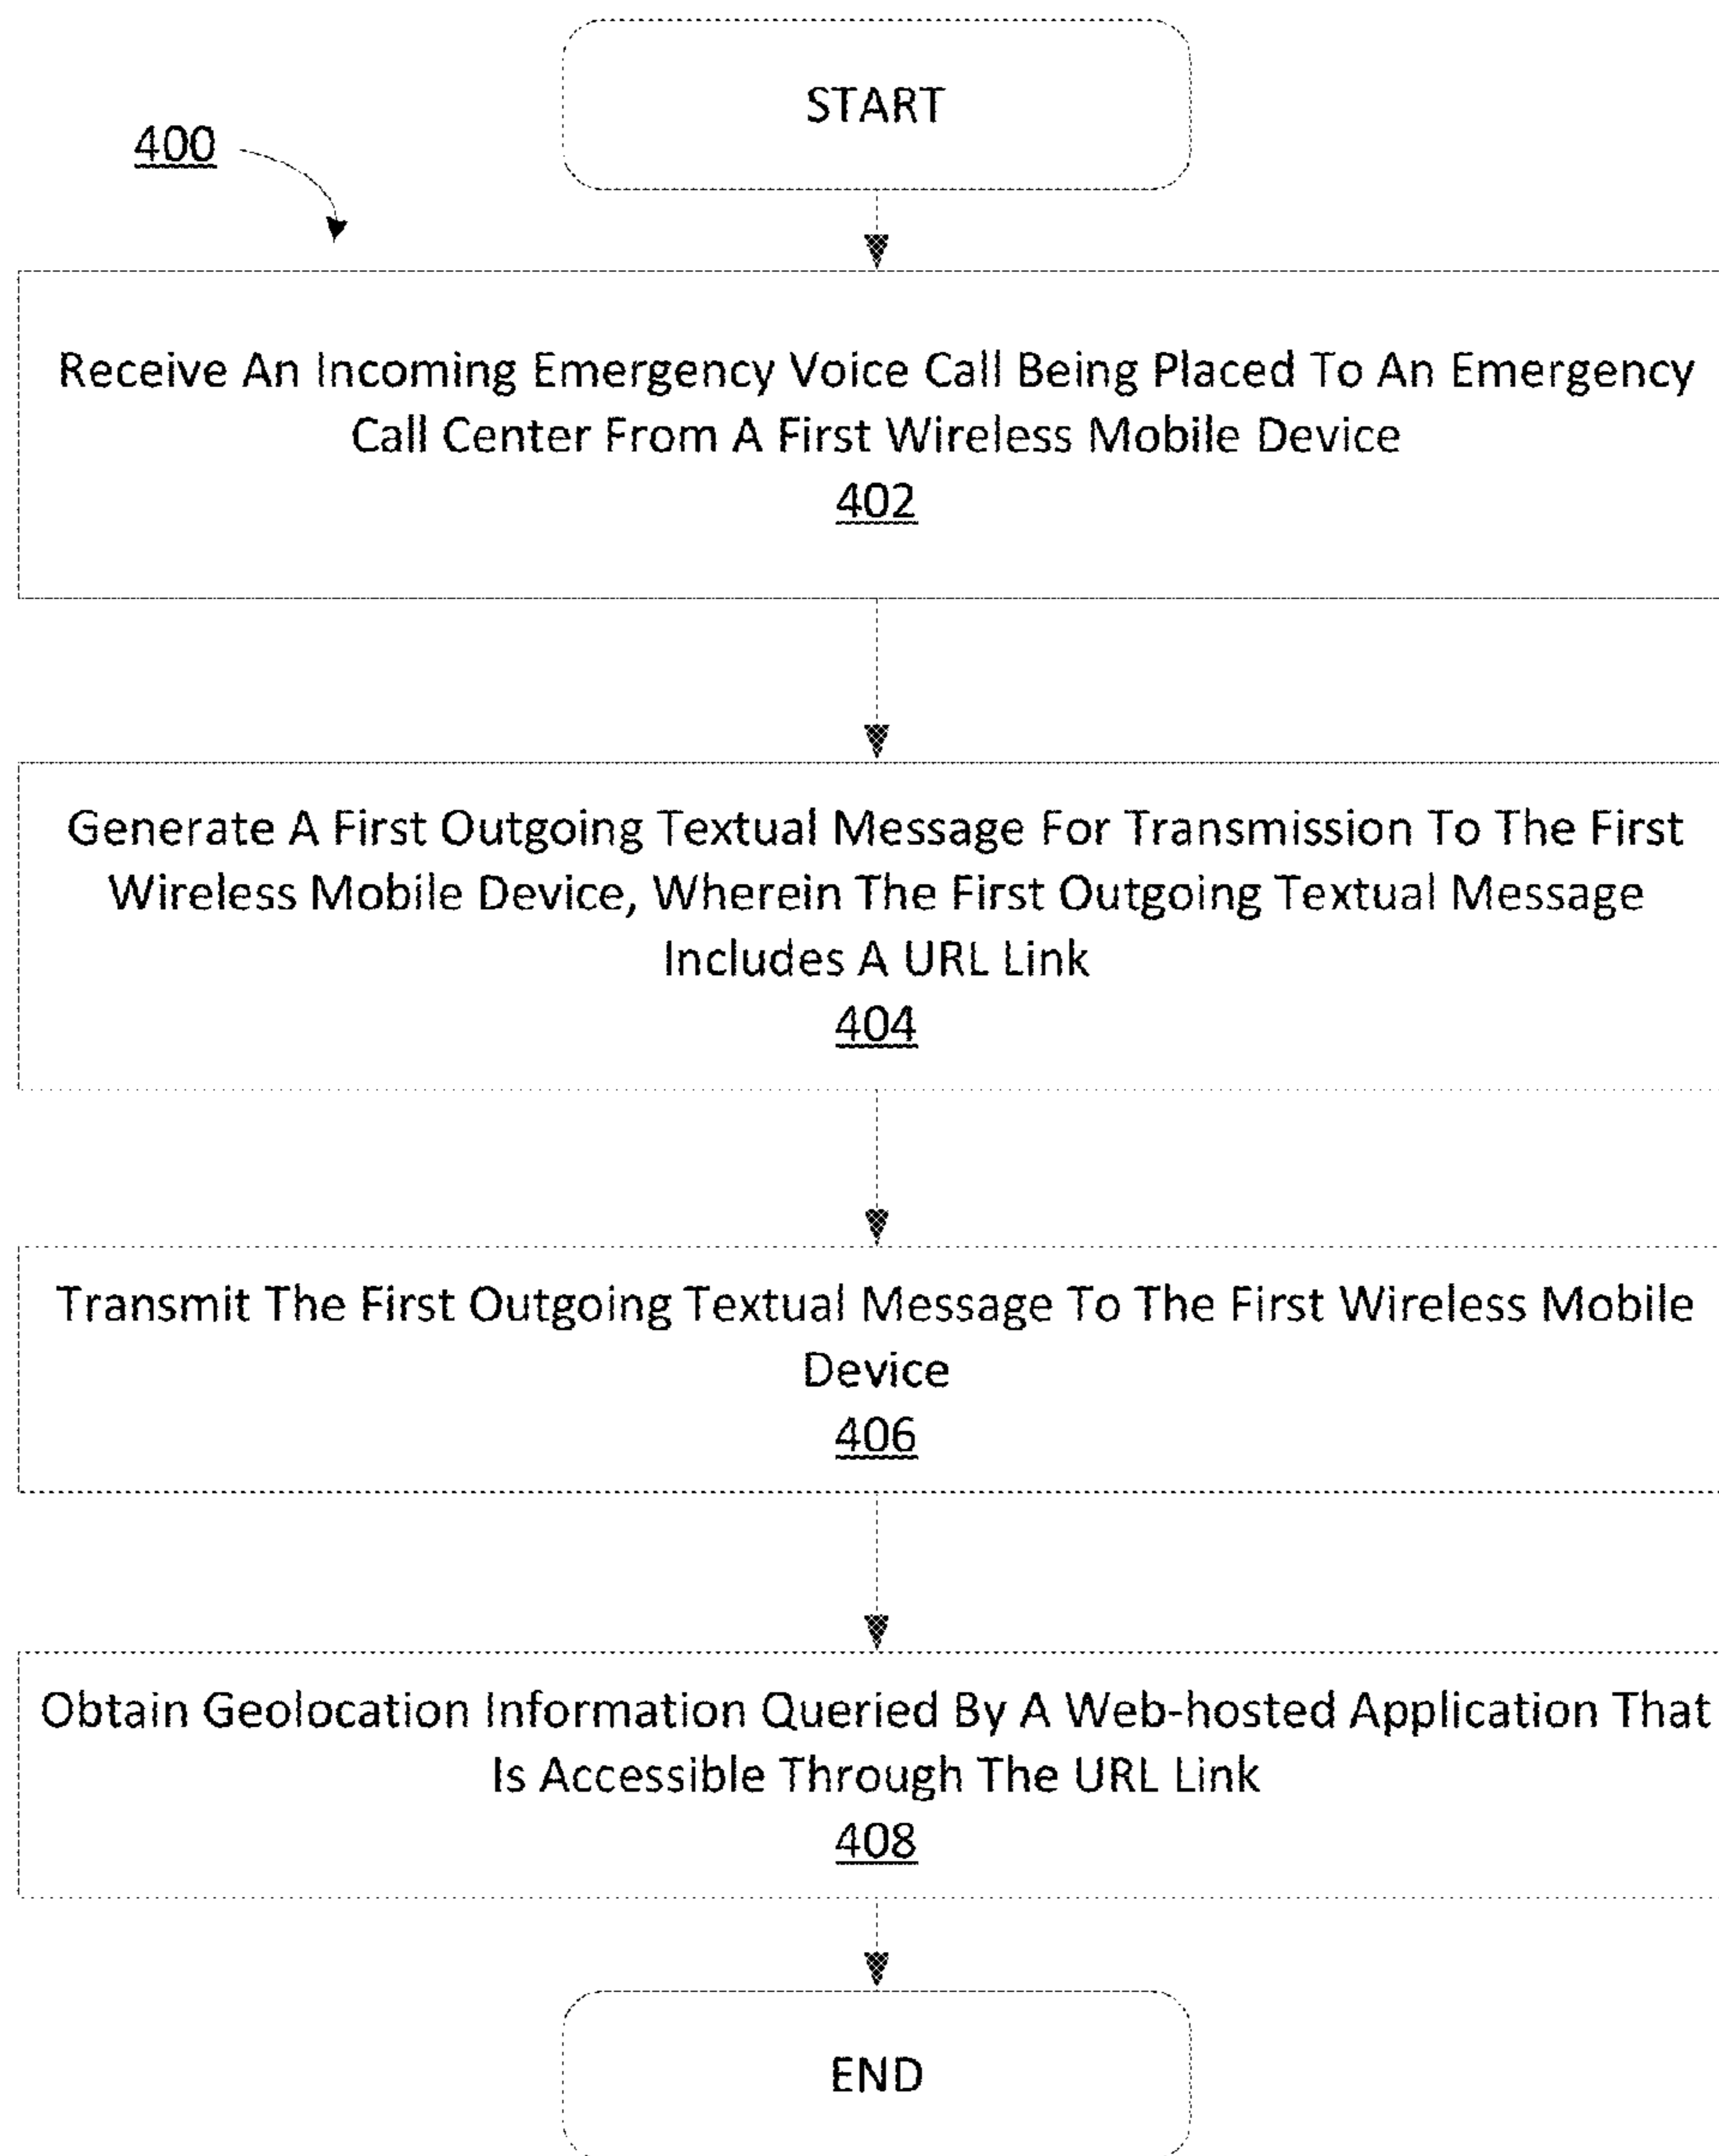 START
400
Receive An Incoming Emergency Voice Call Being Placed To An Emergency
Call Center From A First Wireless Mobile Device
402
Generate A First Outgoing Textual Message For Transmission To The First
Wireless Mobile Device, Wherein The First Outgoing Textual Message
Includes A URL Link
404
Transmit The First Outgoing Textual Message To The First Wireless Mobile
Device
406
Obtain Geolocation Information Queried By A Web-hosted Application That
Is Accessible Through The URL Link
408
END